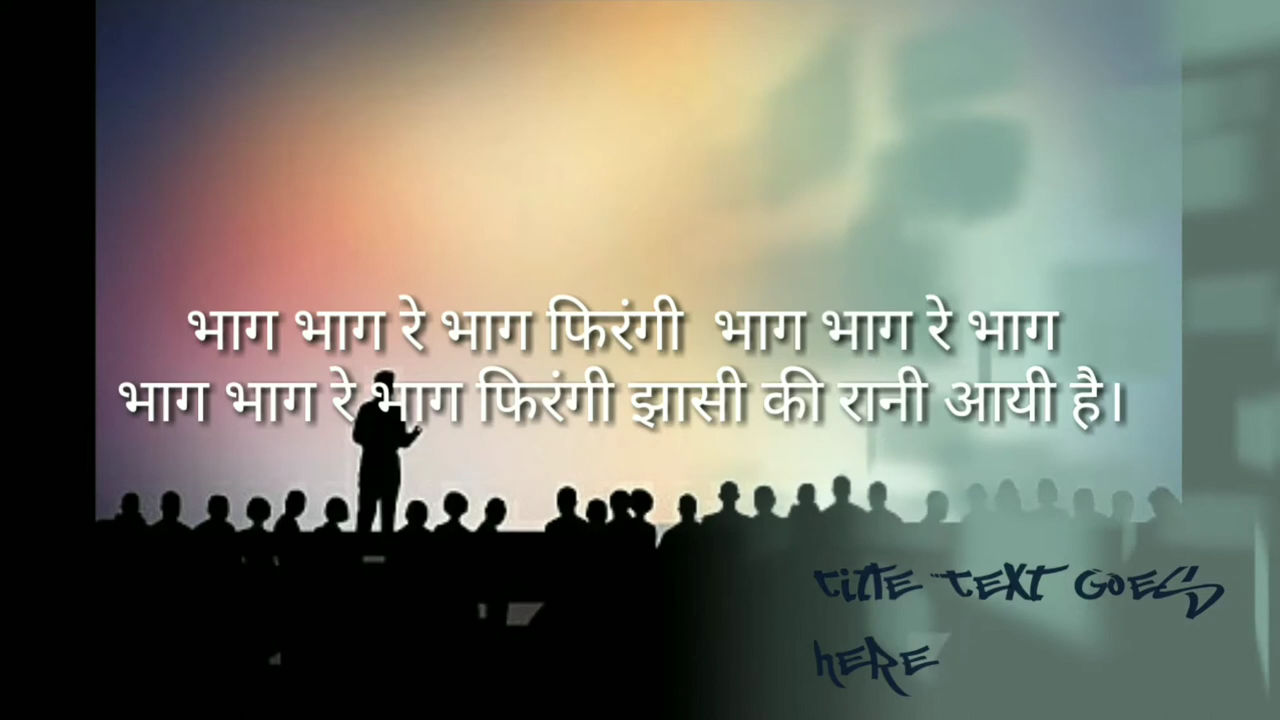 भाग भाग रे भाग फिरंगी भाग भाग रे भाग
भाग भाग रे भाग फिरंगी झासी की रानी आयी है।
TITLE TEXT GOES
HERE